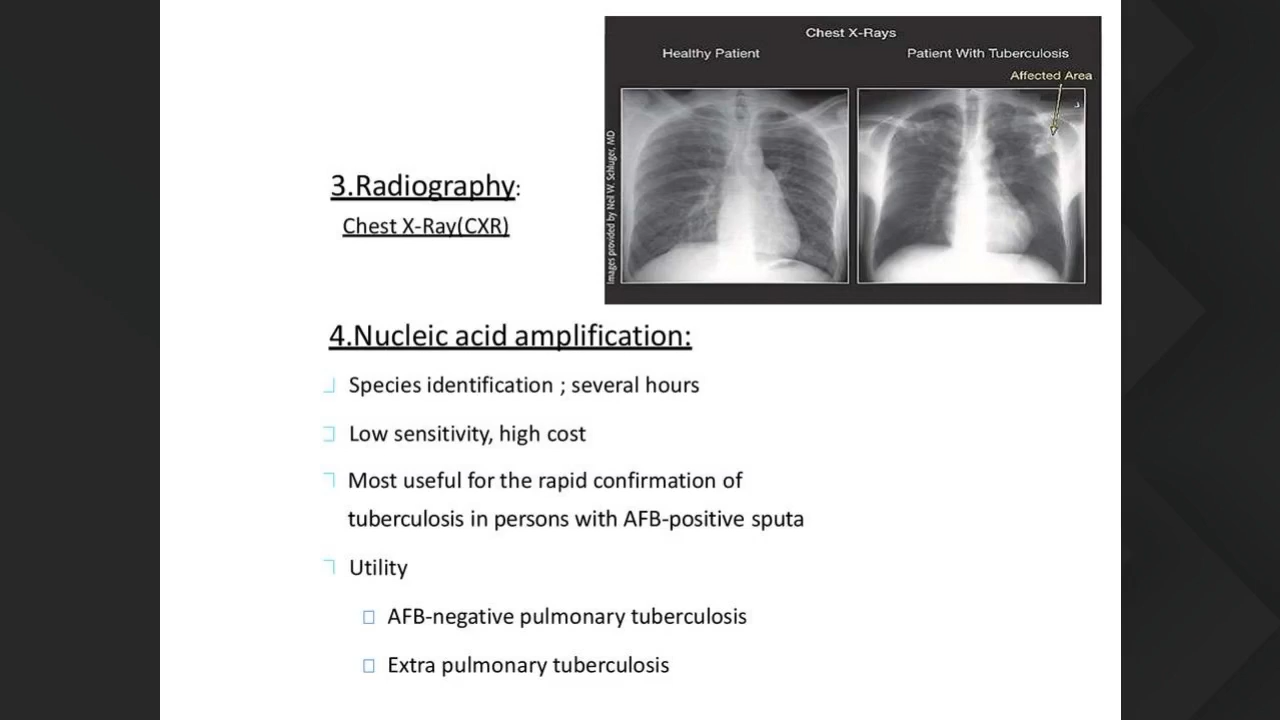 Chest X-Rays
Healthy Patient
Patient With Tuberculosis
Affected Area
Images provided by Neil W. Schluger, MD
3.Radiography:
Chest X-Ray(CXR)
4.Nucleic acid amplification:
Species identification ; several hours
Low sensitivity, high cost
Most useful for the rapid confirmation of
tuberculosis in persons with AFB-positive sputa
Utility
AFB-negative pulmonary tuberculosis
Extra pulmonary tuberculosis